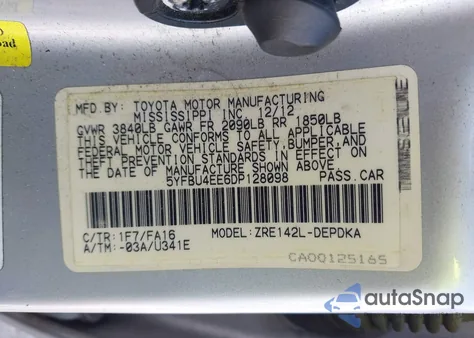 oad
MFD BY: TOYOTA MOTOR MANUFACTURING
MISSISSIPPI INC 12/12
GVWR 3840LB GAWR FR 2090LB RR 1850LB
THIS VEHICLE CONFORMS TO ALL APPLICABLE
FEDERAL MOTOR VEHICLE SAFETY, BUMPER, AND
THEFT PREVENTION STANDARDS IN EFFECT ON
THE DATE OF MANUFACTURE SHOWN ABOVE.
5YFBU4EE6DP128098 PASS.CAR
C/TR:1F7/FA16 MODEL:ZRE142L-DEPDKA
A/TM:-03A/U341E
CA00125165
autoSnap